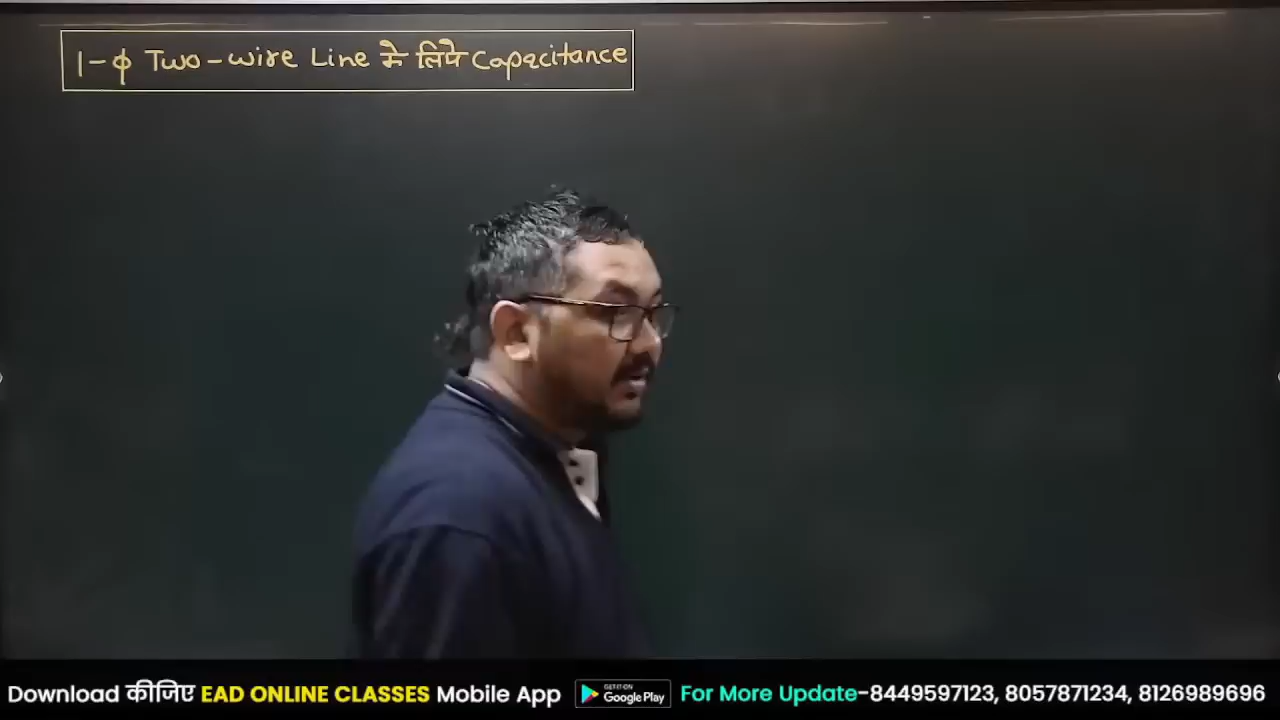 1-φ Two-wire Line के लिये Capacitance
Download कीजिए EAD ONLINE CLASSES Mobile App GET IT ON Google Play For More Update-8449597123, 8057871234, 8126989696